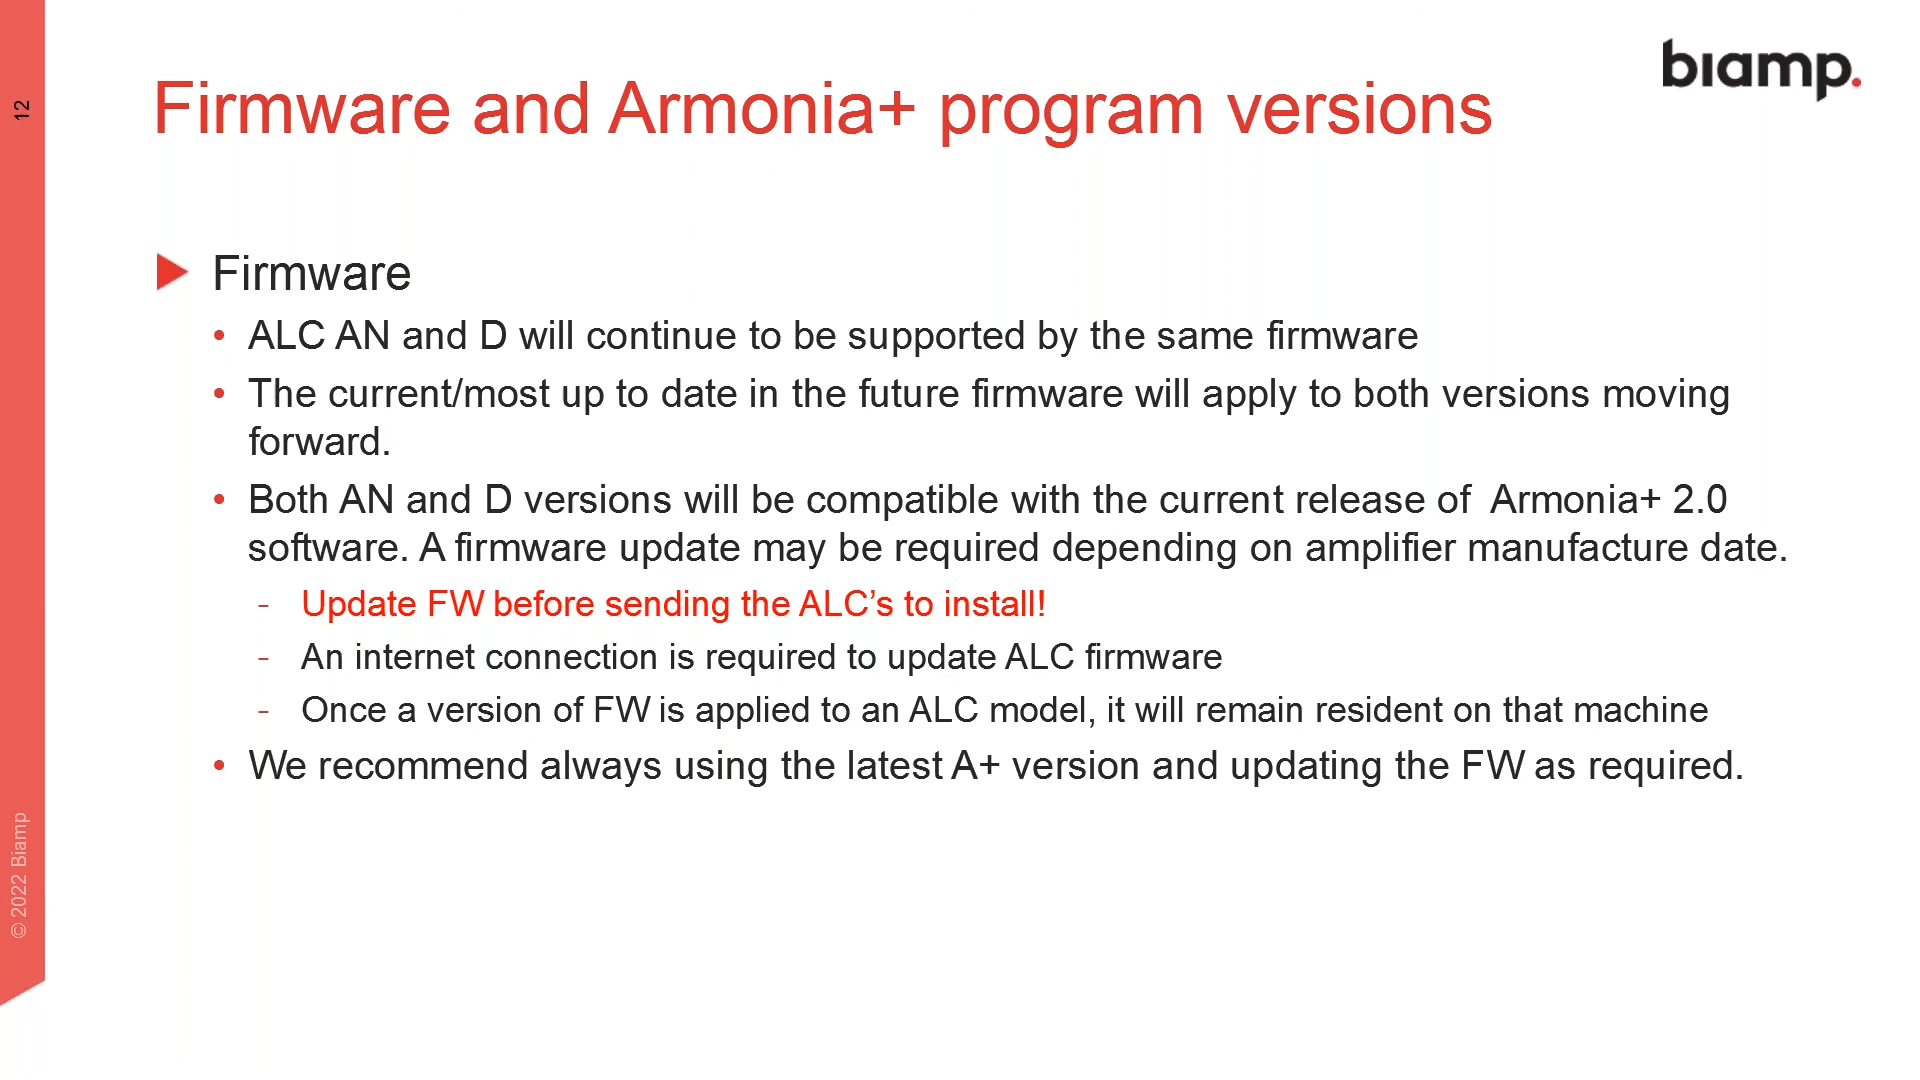 12
biamp.
Firmware and Armonia+ program versions
Firmware
• ALC AN and D will continue to be supported by the same firmware
• The current/most up to date in the future firmware will apply to both versions moving
forward.
• Both AN and D versions will be compatible with the current release of  Armonia+ 2.0
software. A firmware update may be required depending on amplifier manufacture date.
- Update FW before sending the ALC’s to install!
- An internet connection is required to update ALC firmware
- Once a version of FW is applied to an ALC model, it will remain resident on that machine
• We recommend always using the latest A+ version and updating the FW as required.
© 2022 Biamp